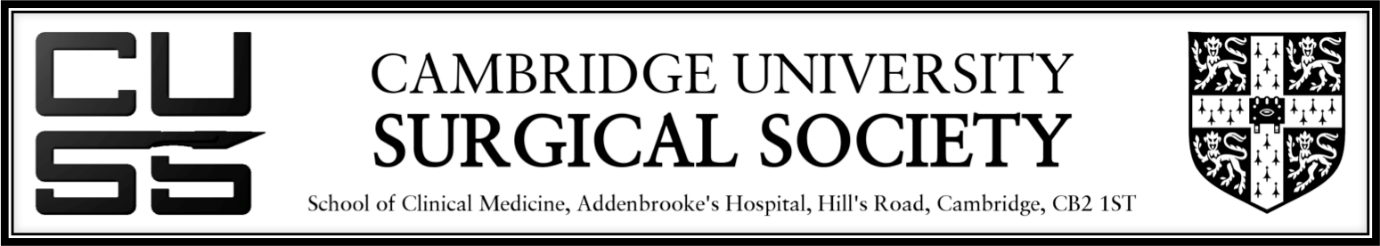 CU
SS
CAMBRIDGE UNIVERSITY
SURGICAL SOCIETY
School of Clinical Medicine, Addenbrooke's Hospital, Hill's Road, Cambridge, CB2 1ST